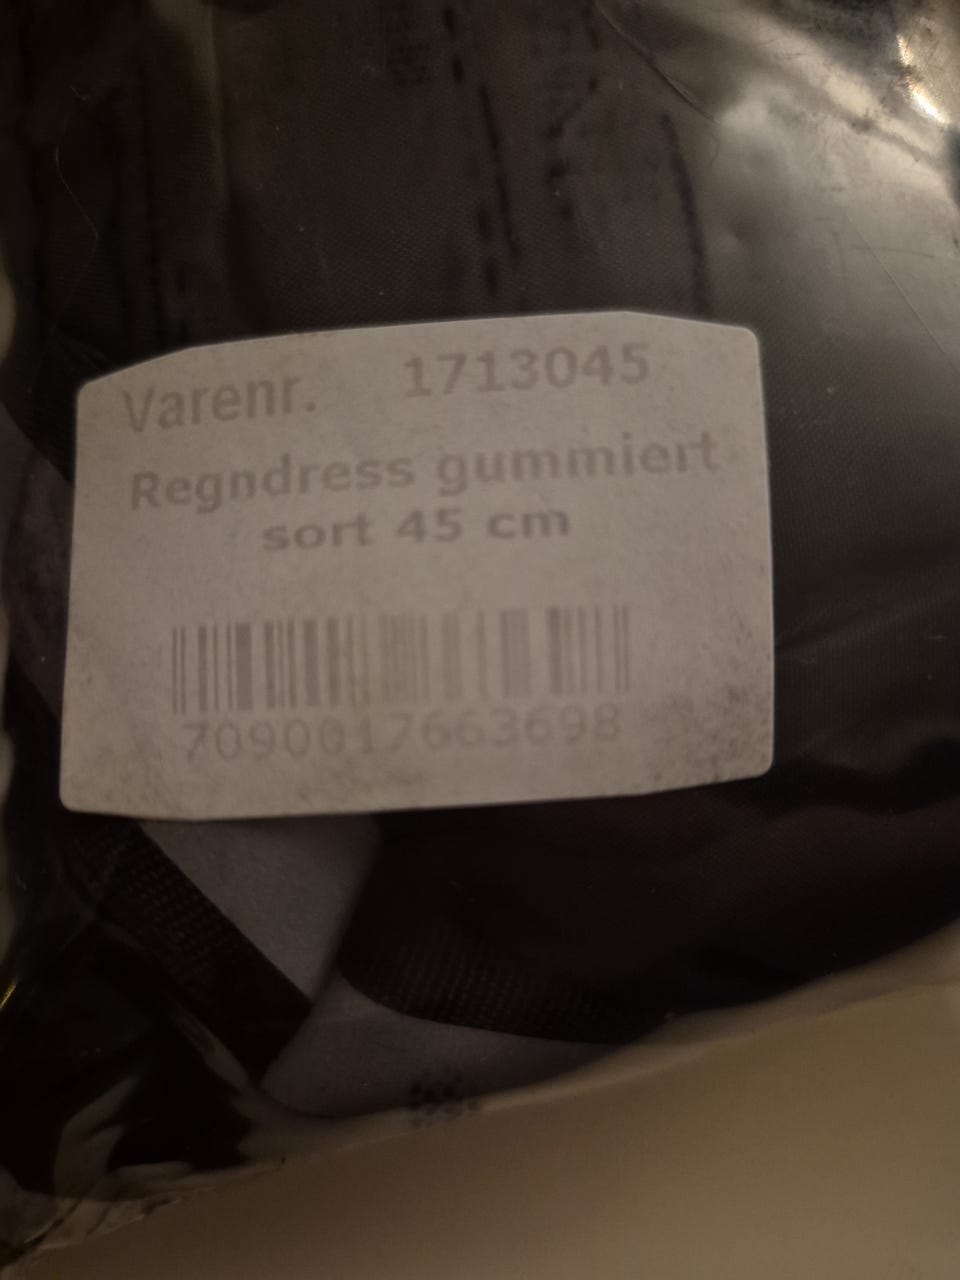 Varenr. 1713045
Regndress gummiert
sort 45 cm
7090017663698